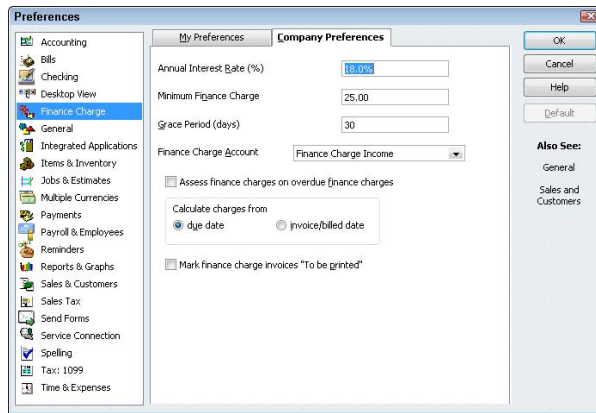 Preferences
Accounting
Bills
Checking
Desktop View
Finance Charge
General
Integrated Applications
Items & Inventory
Jobs & Estimates
Multiple Currencies
Payments
Payroll & Employees
Reminders
Reports & Graphs
Sales & Customers
Sales Tax
Send Forms
Service Connection
Spelling
Tax: 1099
Time & Expenses
My Preferences
Company Preferences
Annual Interest Rate (%) 18.0%
Minimum Finance Charge 25.00
Grace Period (days) 30
Finance Charge Account Finance Charge Income
Assess finance charges on overdue finance charges
Calculate charges from
due date invoice/billed date
Mark finance charge invoices "To be printed"
OK
Cancel
Help
Default
Also See:
General
Sales and
Customers